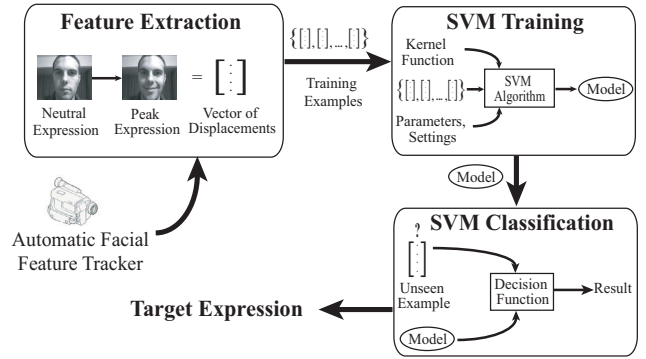 Feature Extraction
Neutral
Expression
Peak
Expression
=
Vector of
Displacements
Automatic Facial
Feature Tracker
{[⋮],[⋮],...,[⋮]}
Training
Examples
SVM Training
Kernel
Function
{[⋮],[⋮],...,[⋮]}
Parameters,
Settings
SVM
Algorithm
Model
Model
SVM Classification
?
Unseen
Example
Model
Decision
Function
Result
Target Expression